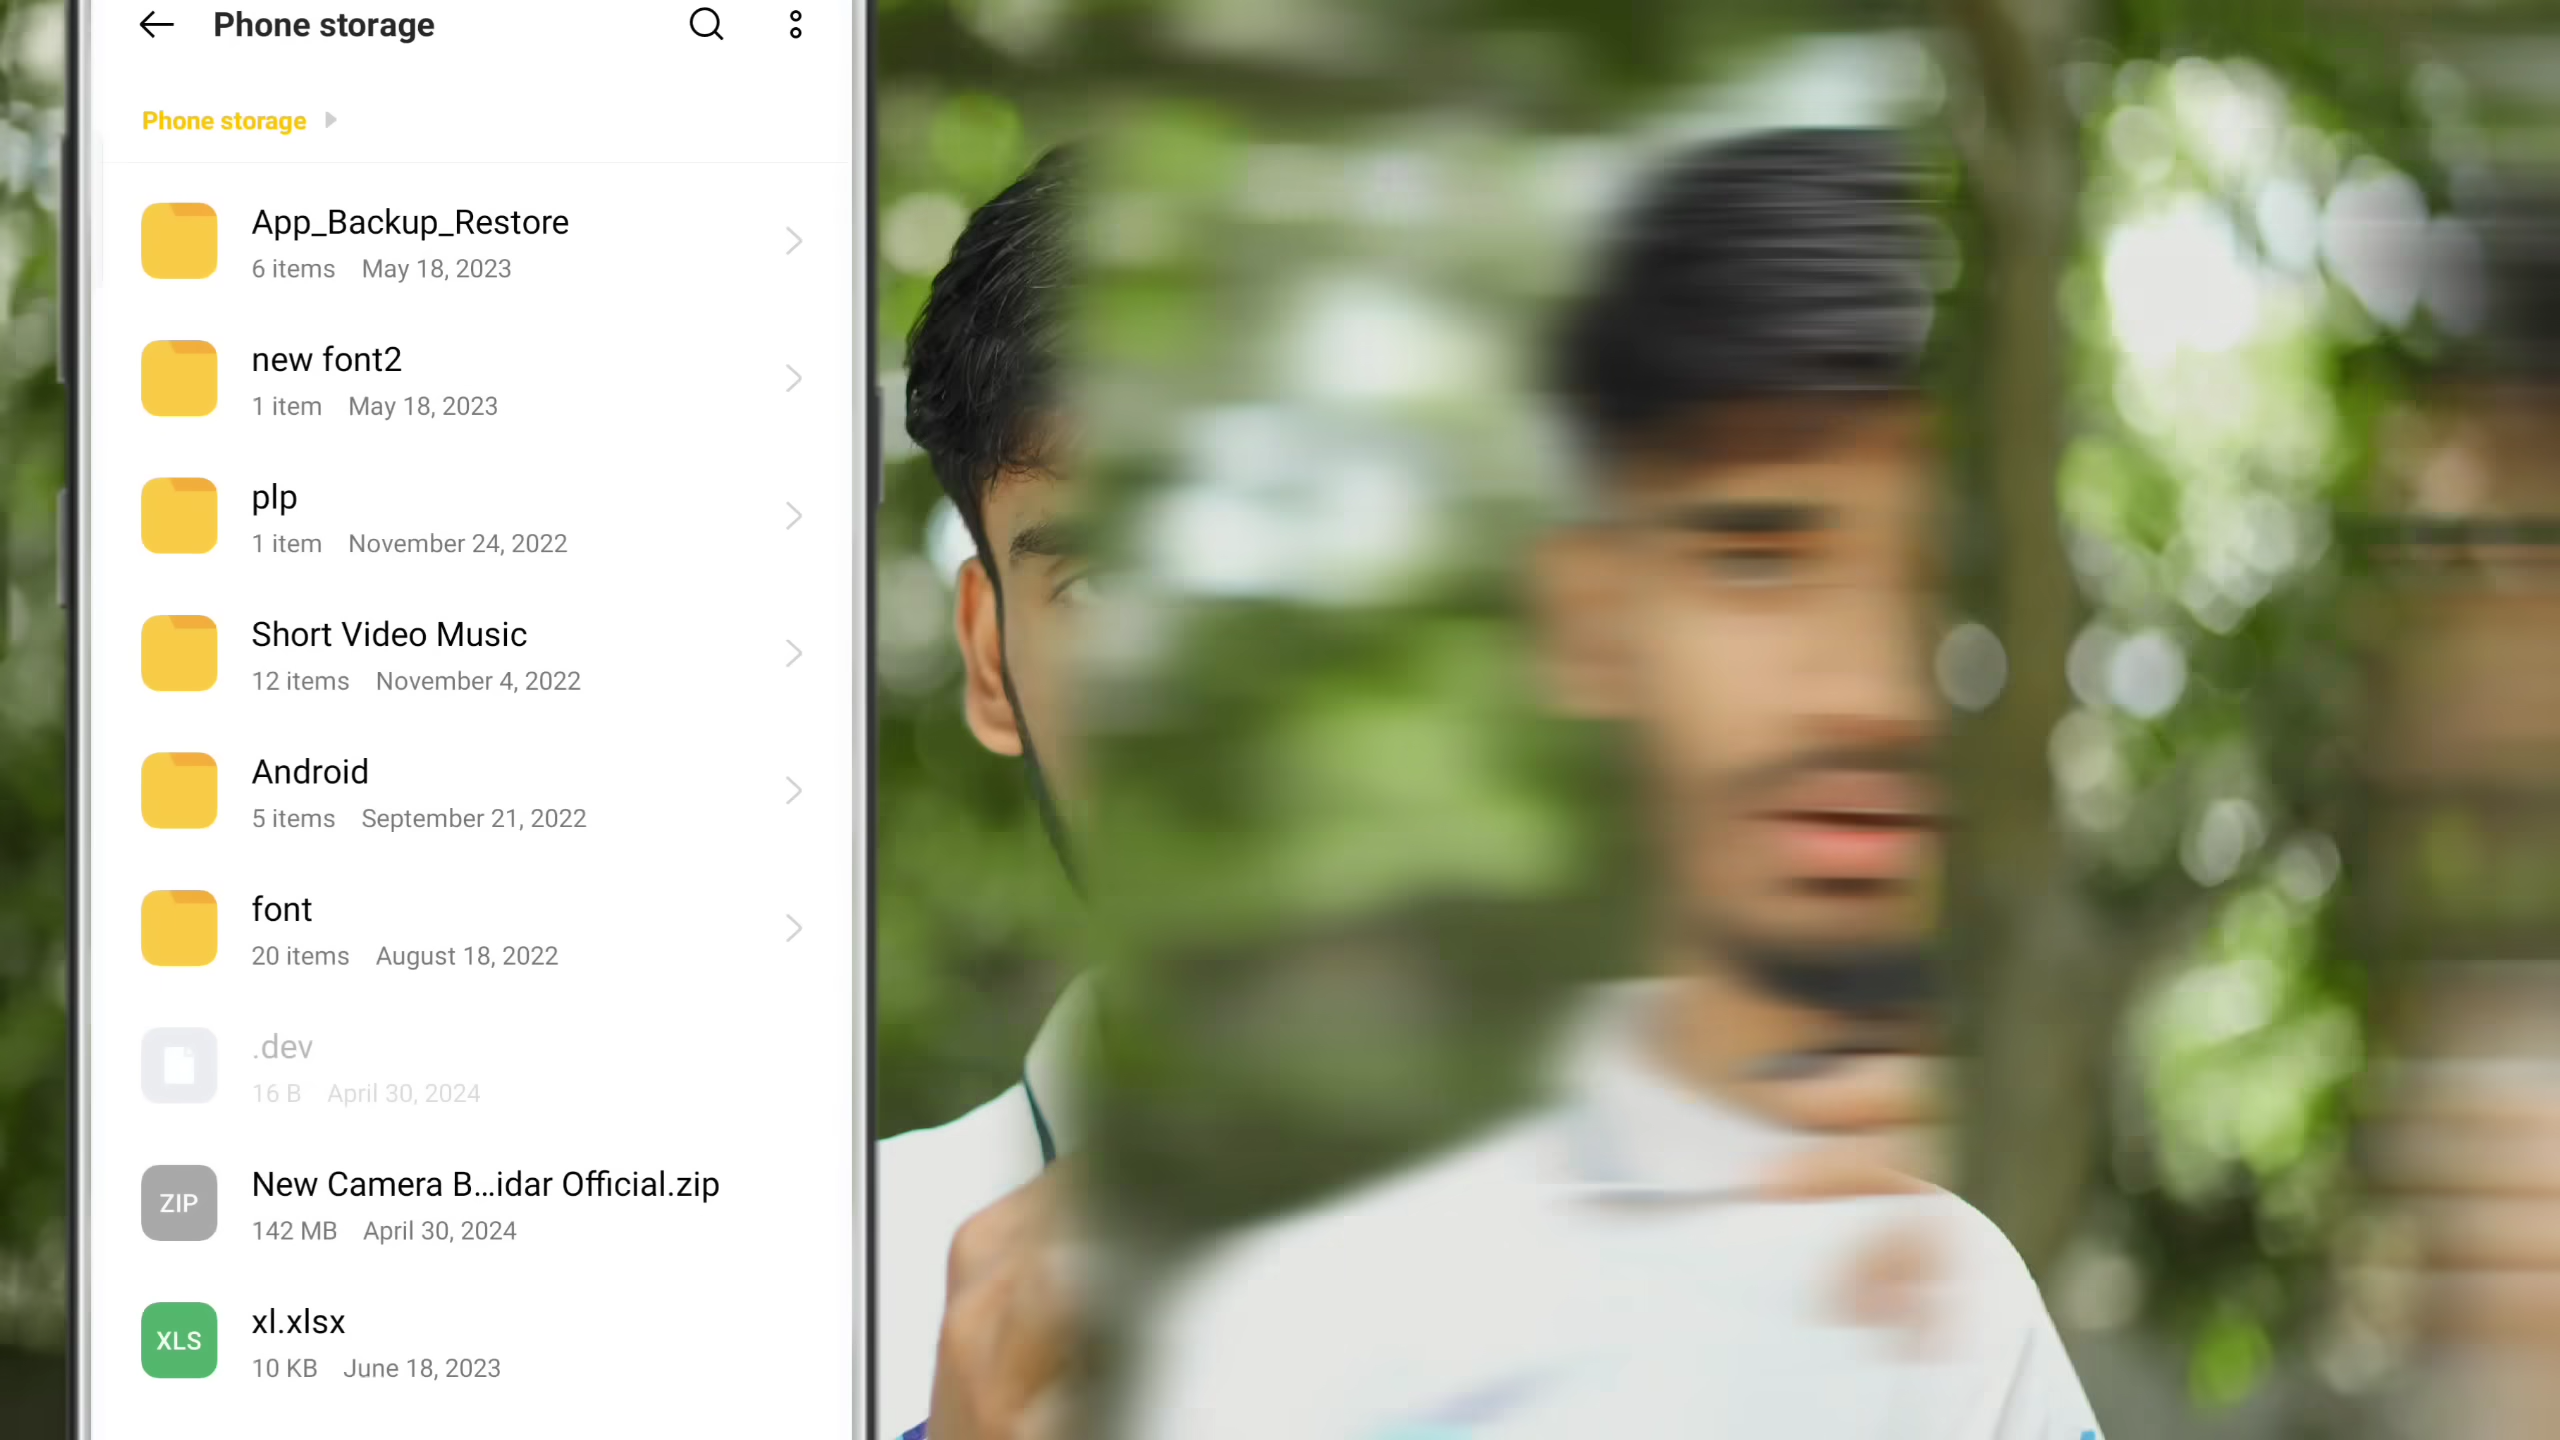 Phone storage
Phone storage
App_Backup_Restore
6 items May 18, 2023
new font2
1 item May 18, 2023
plp
1 item November 24, 2022
Short Video Music
12 items November 4, 2022
Android
5 items September 21, 2022
font
20 items August 18, 2022
.dev
16 B April 30, 2024
ZIP
New Camera B...idar Official.zip
142 MB April 30, 2024
XLS
xl.xlsx
10 KB June 18, 2023